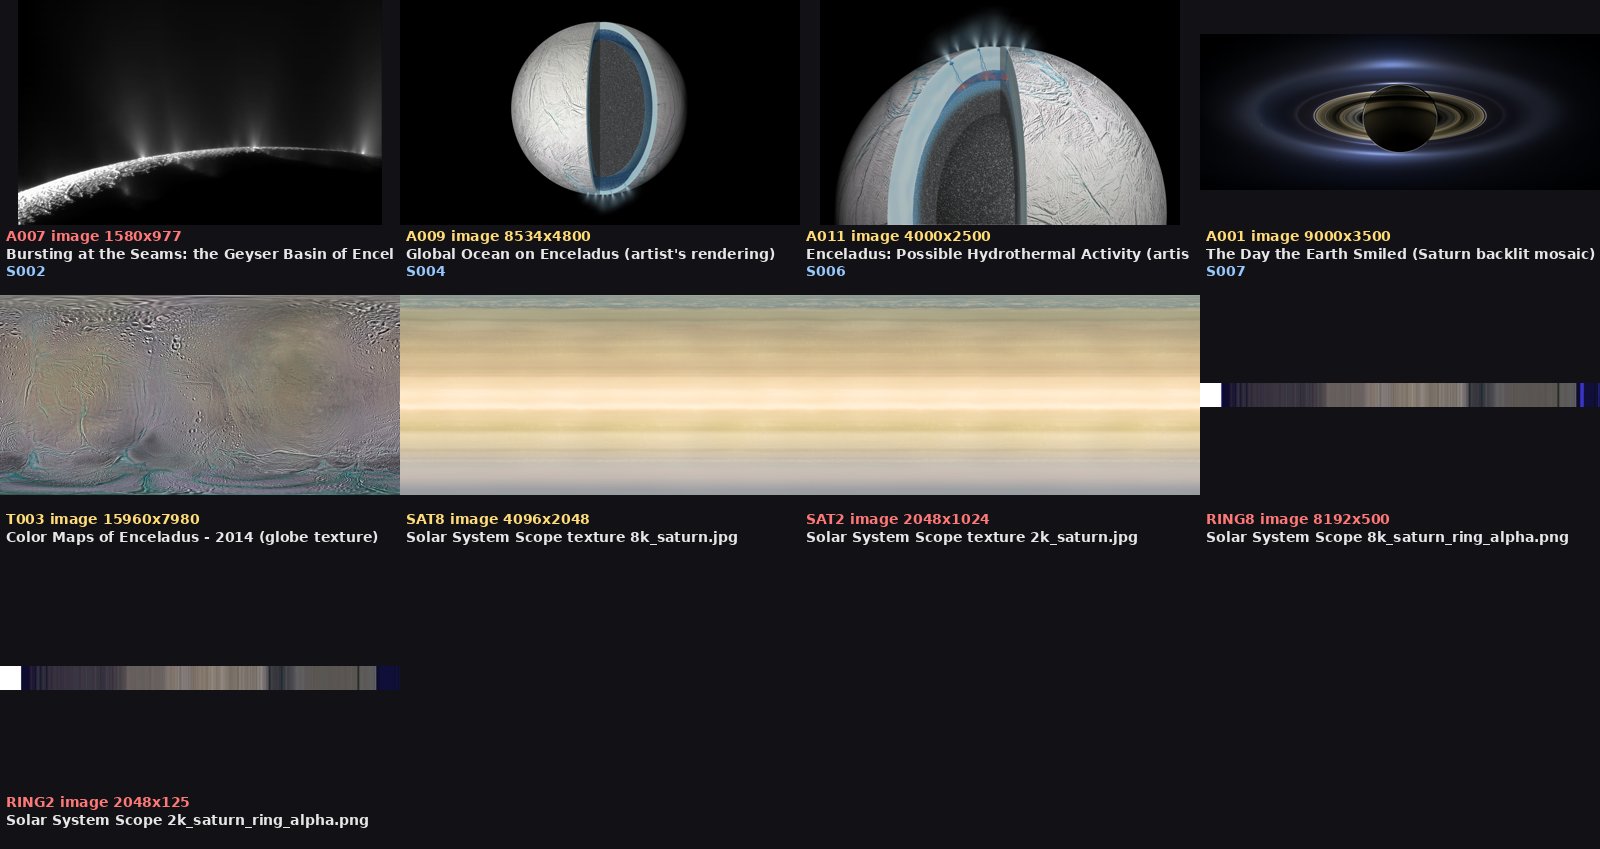 A007 image 1580x977
Bursting at the Seams: the Geyser Basin of Encel
S002
A009 image 8534x4800
Global Ocean on Enceladus (artist's rendering)
S004
A011 image 4000x2500
Enceladus: Possible Hydrothermal Activity (artis
S006
A001 image 9000x3500
The Day the Earth Smiled (Saturn backlit mosaic)
S007
T003 image 15960x7980
Color Maps of Enceladus - 2014 (globe texture)
SAT8 image 4096x2048
Solar System Scope texture 8k_saturn.jpg
SAT2 image 2048x1024
Solar System Scope texture 2k_saturn.jpg
RING8 image 8192x500
Solar System Scope 8k_saturn_ring_alpha.png
RING2 image 2048x125
Solar System Scope 2k_saturn_ring_alpha.png